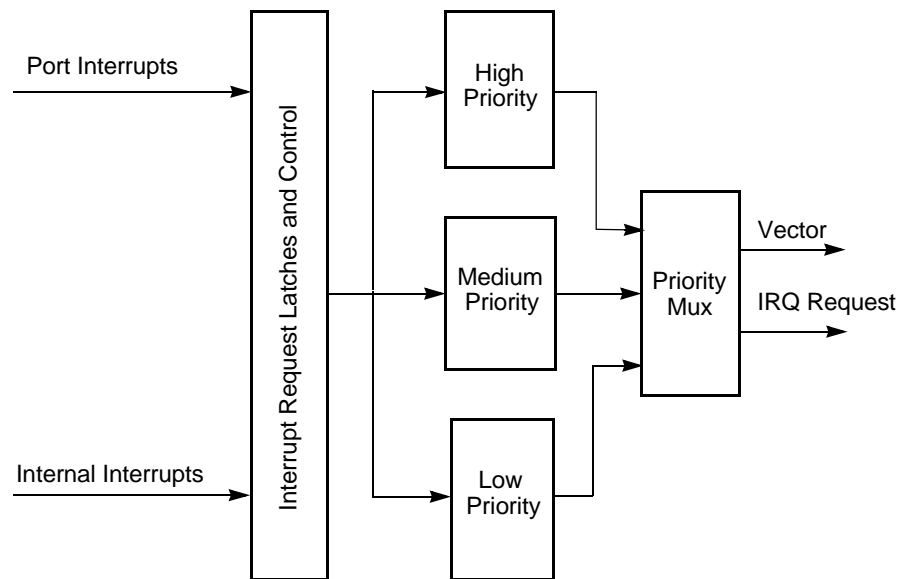 Port Interrupts
Internal Interrupts
Interrupt Request Latches and Control
High
Priority
Medium
Priority
Low
Priority
Priority
Mux
Vector
IRQ Request